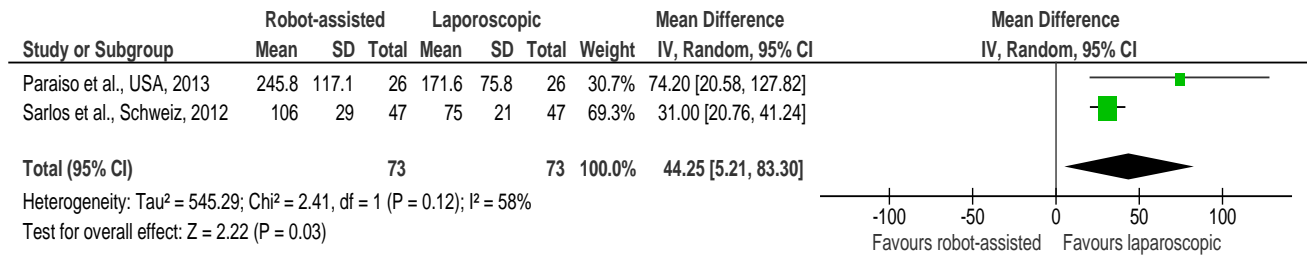 Robot-assisted Laparoscopic Mean Difference Mean Difference
Study or Subgroup Mean SD Total Mean SD Total Weight IV, Random, 95% CI IV, Random, 95% CI
Paraiso et al., USA, 2013 245.8 117.1 26 171.6 75.8 26 30.7% 74.20 [20.58, 127.82]
Sarlos et al., Schweiz, 2012 106 29 47 75 21 47 69.3% 31.00 [20.76, 41.24]
Total (95% CI) 73 73 100.0% 44.25 [5.21, 83.30]
Heterogeneity: Tau² = 545.29; Chi² = 2.41, df = 1 (P = 0.12); I² = 58%
Test for overall effect: Z = 2.22 (P = 0.03)
-100 -50 0 50 100
Favours robot-assisted Favours laparoscopic